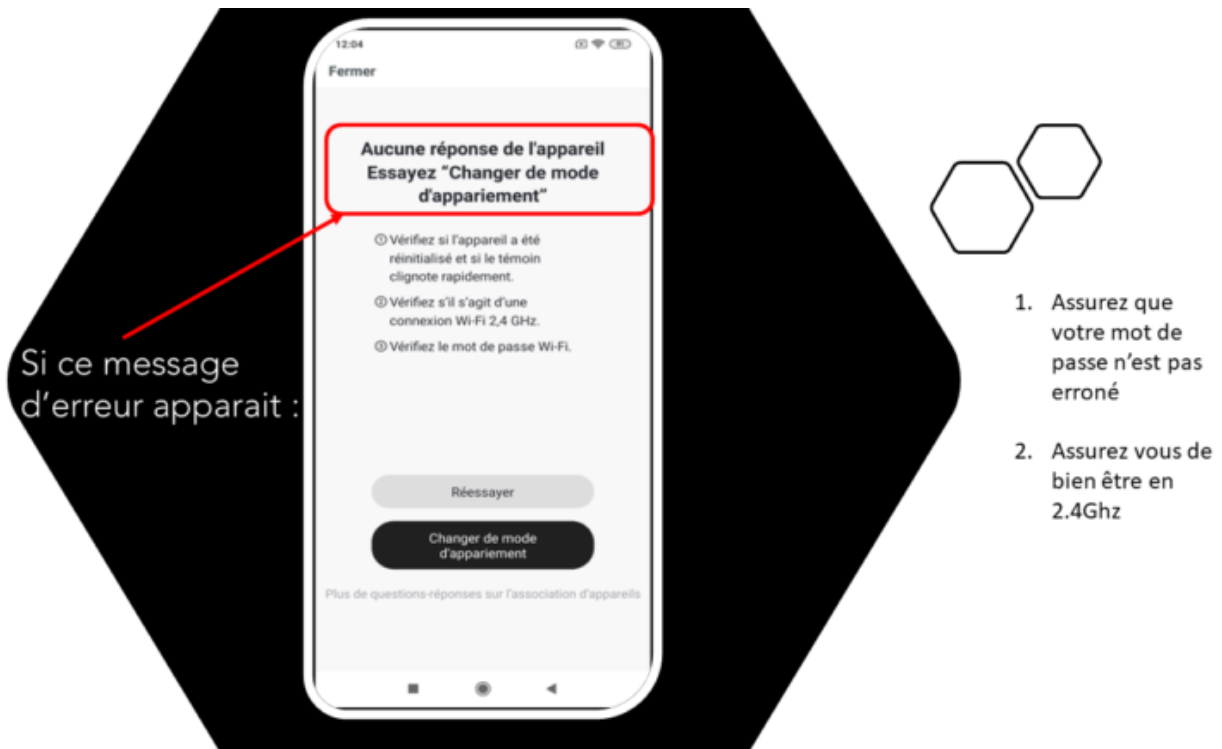 12:04
Fermer
Aucune réponse de l'appareil
Essayez "Changer de mode
d'appariement"
① Vérifiez si l'appareil a été
réinitialisé et si le témoin
clignote rapidement.
② Vérifiez s'il s'agit d'une
connexion Wi-Fi 2,4 GHz.
③ Vérifiez le mot de passe Wi-Fi.
Si ce message
d'erreur apparait :
Réessayer
Changer de mode
d'appariement
Plus de questions-réponses sur l'association d'appareils
1. Assurez que
votre mot de
passe n'est pas
erroné
2. Assurez vous de
bien être en
2.4Ghz